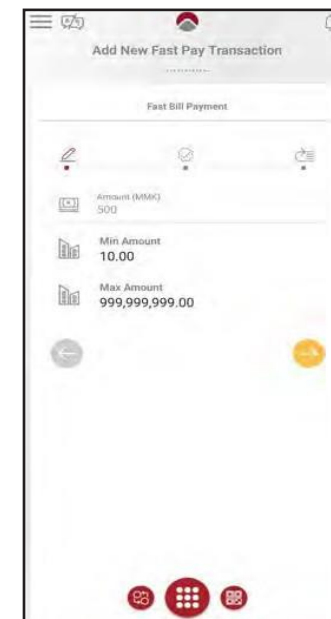 Add New Fast Pay Transaction
Fast Bill Payment
Amount (MMK)
500
Min Amount
10.00
Max Amount
999,999,999.00